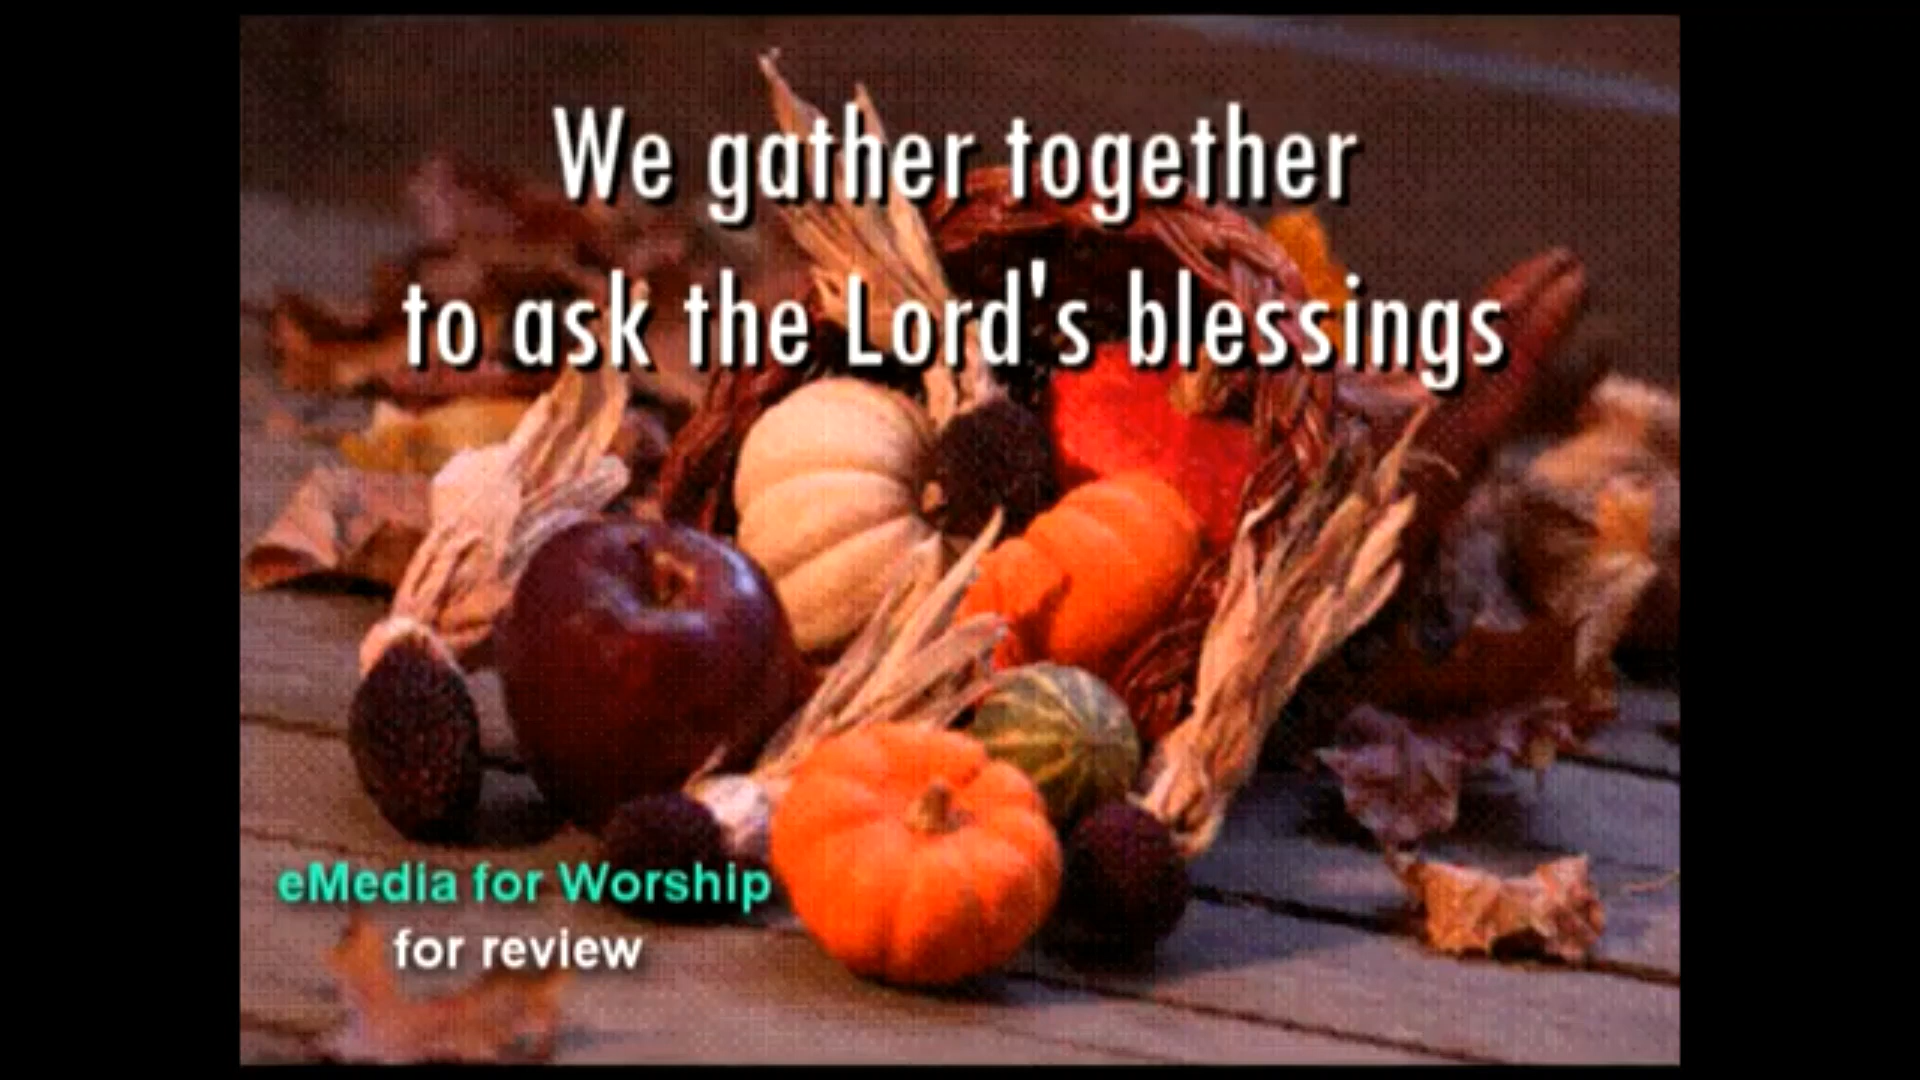 We gather together
to ask the Lord's blessings
eMedia for Worship
for review